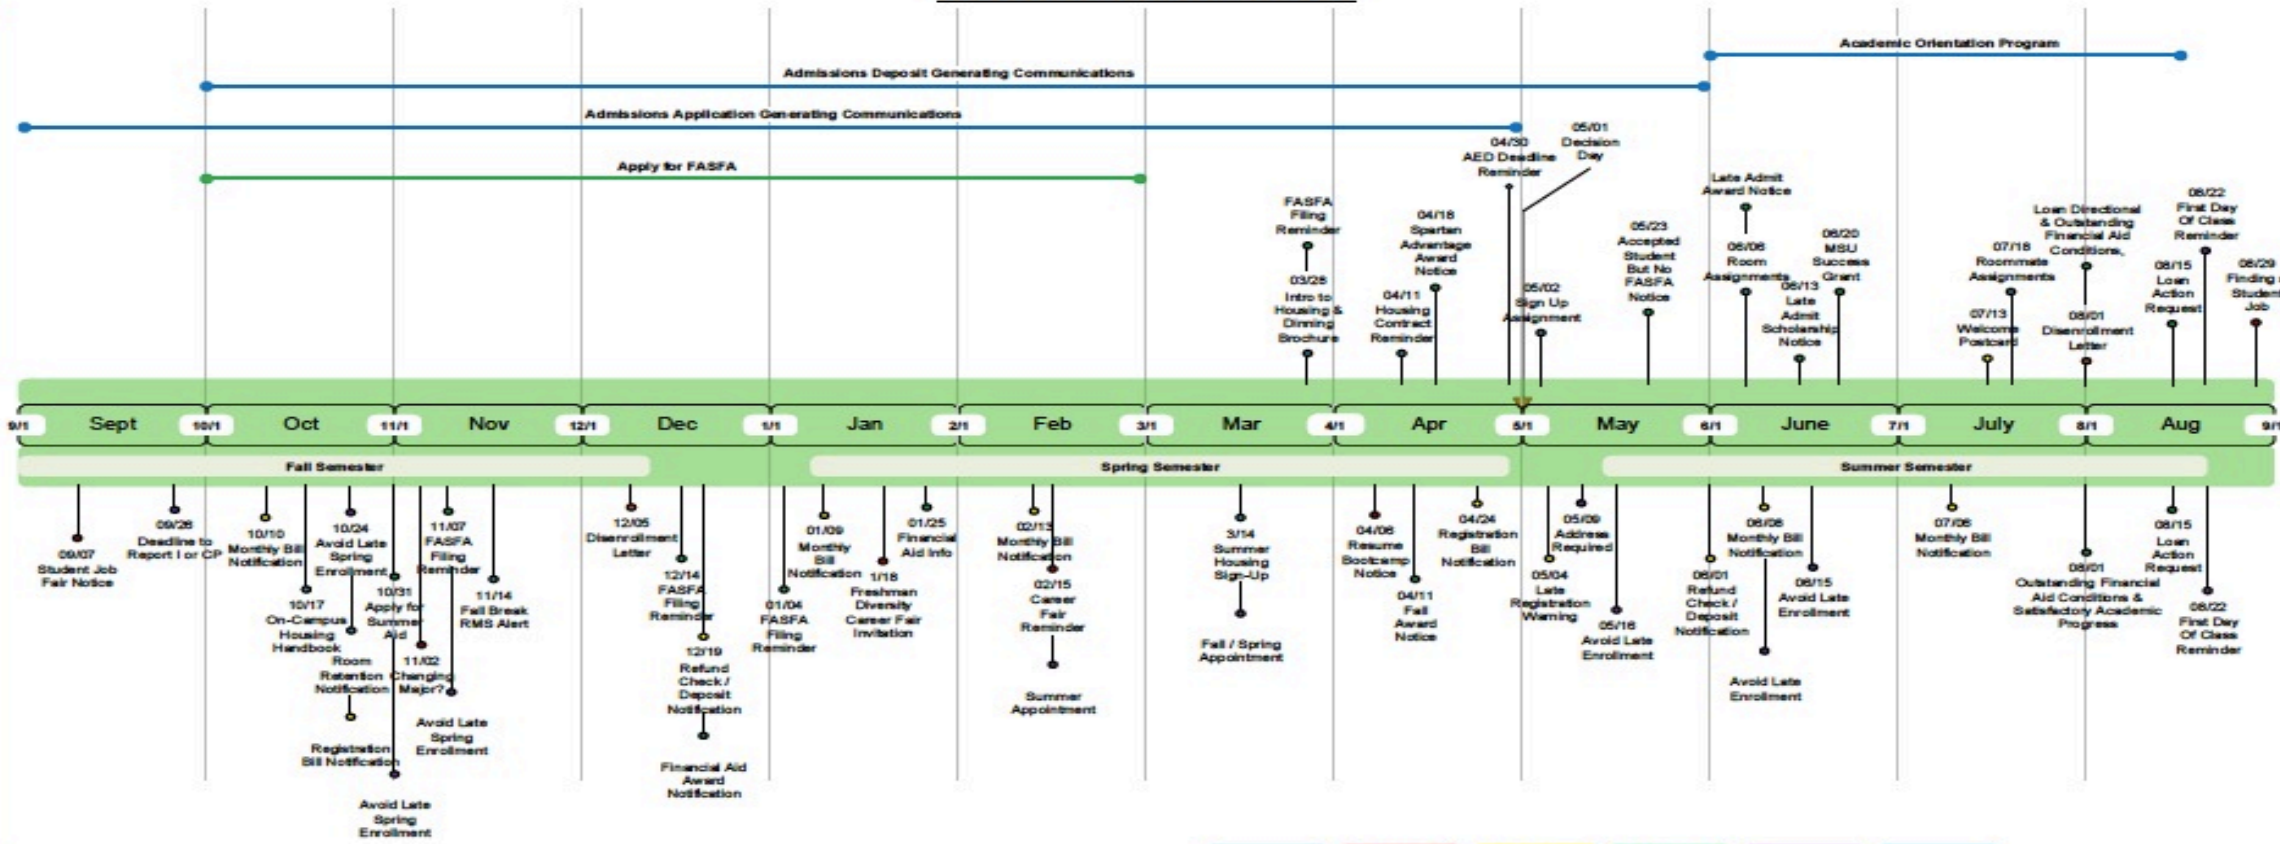 Academic Orientation Program
Admissions Deposit Generating Communications
Admissions Application Generating Communications
Apply for FASFA
FASFA
Filing
Reminder
03/28
Intro to
Housing &
Dinning
Brochure
04/11
Housing
Contract
Reminder
04/18
Spartan
Advantage
Award
Notice
04/30
AED Deadline
Reminder
05/01
Decision
Day
05/02
Sign Up
Assignment
05/23
Accepted
Student
But No
FASFA
Notice
Late Admit
Award Notice
06/06
Room
Assignments
06/13
Late
Admit
Scholarship
Notice
06/20
MSU
Success
Grant
07/13
Welcome
Postcard
07/18
Roommate
Assignments
Loan Directional
& Outstanding
Financial Aid
Conditions,
08/01
Disenrollment
Letter
08/15
Loan
Action
Request
08/22
First Day
Of Class
Reminder
08/29
Finding
Student
Job
9/1 Sept 10/1 Oct 11/1 Nov 12/1 Dec 1/1 Jan 2/1 Feb 3/1 Mar 4/1 Apr 5/1 May 6/1 June 7/1 July 8/1 Aug 9/1
Fall Semester
Spring Semester
Summer Semester
09/07
Student Job
Fair Notice
09/26
Deadline to
Report I or CP
10/10
Monthly Bill
Notification
10/17
On-Campus
Housing
Handbook
10/24
Avoid Late
Spring
Enrollment
Room
Retention
Notification
Registration
Bill Notification
10/31
Apply for
Summer
Aid
Avoid Late
Spring
Enrollment
11/02
Changing
Major?
11/07
FASFA
Filing
Reminder
Avoid Late
Spring
Enrollment
11/14
Fall Break
RMS Alert
12/05
Disenrollment
Letter
12/14
FASFA
Filing
Reminder
12/19
Refund
Check /
Deposit
Notification
Financial Aid
Award
Notification
01/04
FASFA
Filing
Reminder
01/09
Monthly
Bill
Notification
1/18
Freshman
Diversity
Career Fair
Invitation
01/25
Financial
Aid Info
02/13
Monthly Bill
Notification
02/15
Career
Fair
Reminder
Summer
Appointment
3/14
Summer
Housing
Sign-Up
Fall / Spring
Appointment
04/06
Resume
Bootcamp
Notice
04/11
Fall
Award
Notice
04/24
Registration
Bill
Notification
05/04
Late
Registration
Warning
05/09
Address
Required
05/16
Avoid Late
Enrollment
06/01
Refund
Check /
Deposit
Notification
06/08
Monthly Bill
Notification
Avoid Late
Enrollment
06/15
Avoid Late
Enrollment
07/06
Monthly Bill
Notification
08/01
Outstanding Financial
Aid Conditions &
Satisfactory Academic
Progress
08/15
Loan
Action
Request
08/22
First Day
Of Class
Reminder